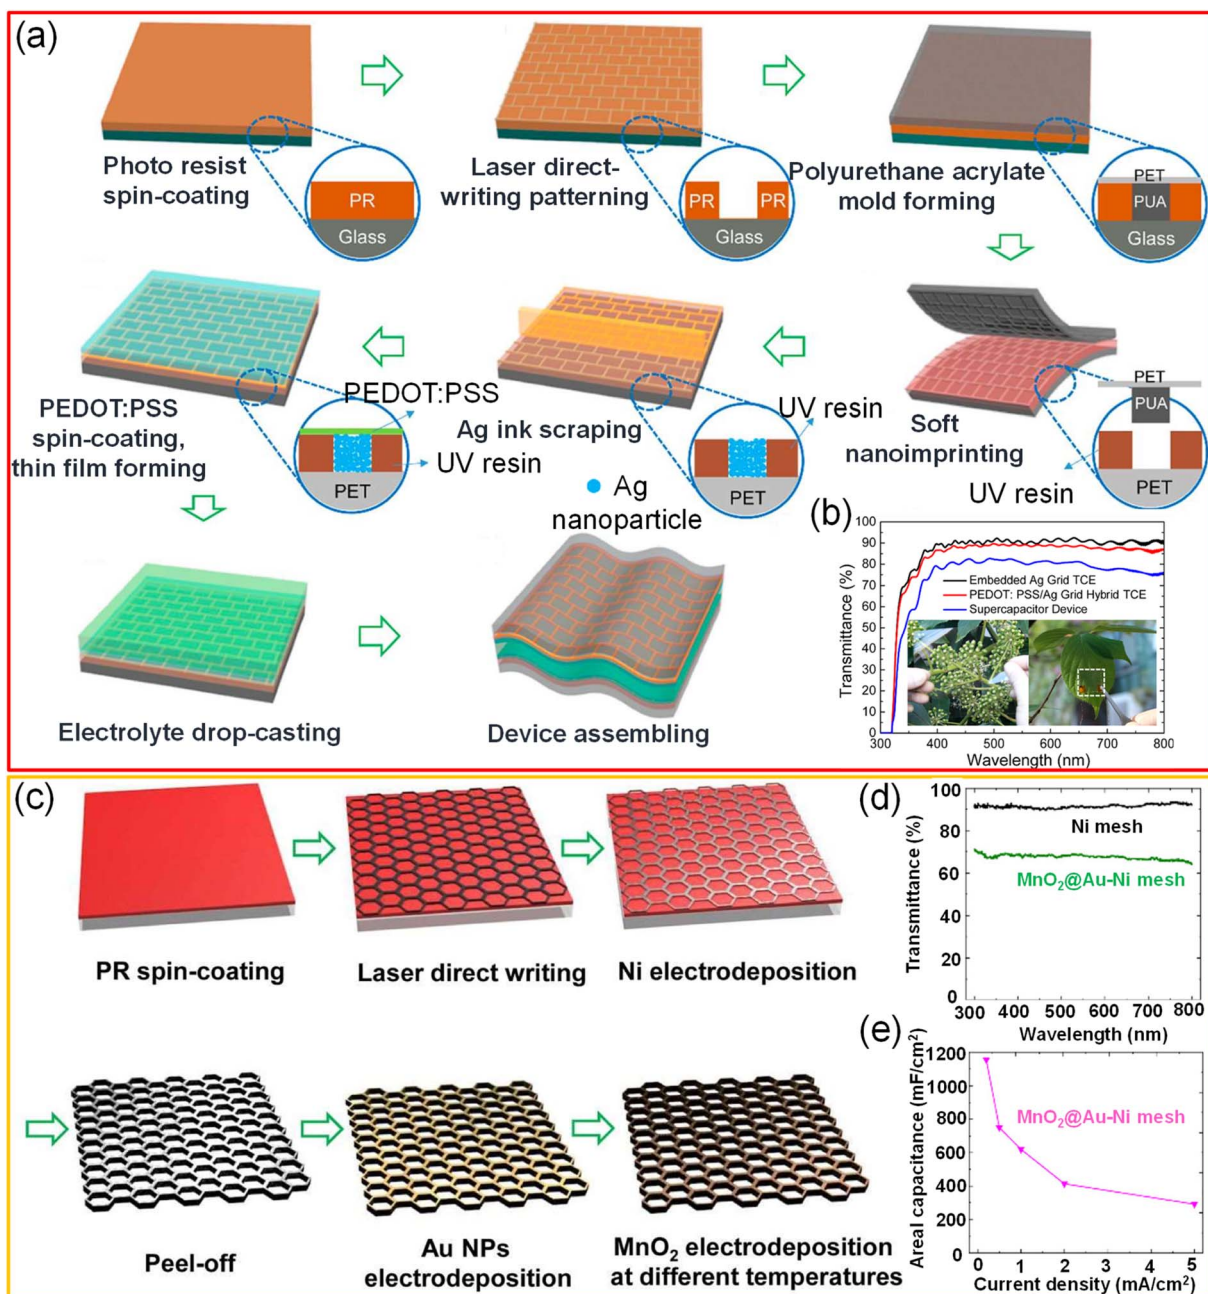 (a)
Photo resist
spin-coating
PR
Glass
Laser direct-
writing patterning
PR
PR
Glass
Polyurethane acrylate
mold forming
PET
PUA
Glass
PEDOT:PSS
spin-coating,
thin film forming
PEDOT:PSS
UV resin
PET
Ag ink scraping
UV resin
Ag
nanoparticle
PET
Soft
nanoimprinting
PET
PUA
UV resin
PET
Electrolyte drop-casting
Device assembling
(b)
Transmittance (%)
100
90
80
70
60
50
40
30
20
10
0
Embedded Ag Grid TCE
PEDOT: PSS/Ag Grid Hybrid TCE
Supercapacitor Device
300 400 500 600 700 800
Wavelength (nm)
(c)
PR spin-coating
Laser direct writing
Ni electrodeposition
Peel-off
Au NPs
electrodeposition
MnO₂ electrodeposition
at different temperatures
(d)
Transmittance (%)
100
80
60
40
20
0
Ni mesh
MnO₂@Au-Ni mesh
300 400 500 600 700 800
Wavelength (nm)
(e)
Areal capacitance (mF/cm²)
1200
1000
800
600
400
200
0
MnO₂@Au-Ni mesh
0 1 2 3 4 5
Current density (mA/cm²)